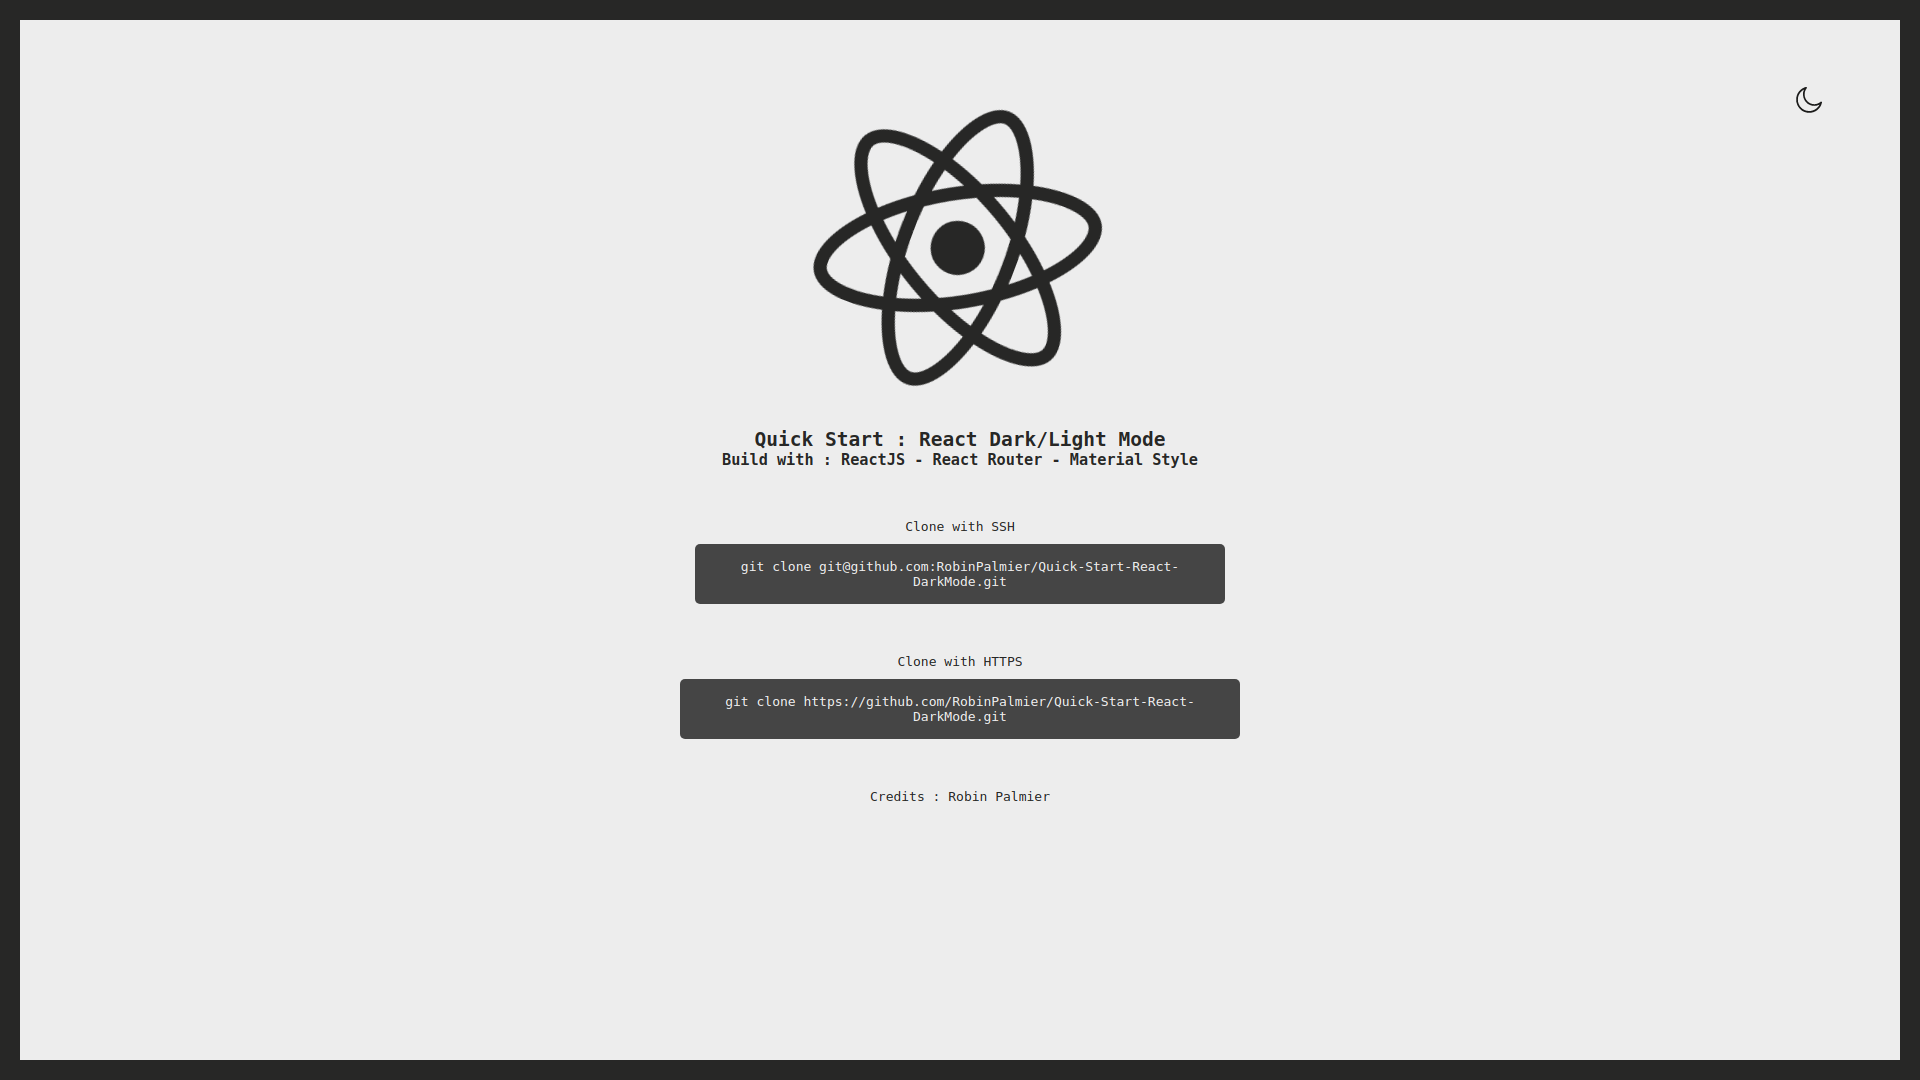 Quick Start : React Dark/Light Mode
Build with : ReactJS - React Router - Material Style
Clone with SSH
git clone git@github.com:RobinPalmier/Quick-Start-React-
DarkMode.git
Clone with HTTPS
git clone https://github.com/RobinPalmier/Quick-Start-React-
DarkMode.git
Credits : Robin Palmier